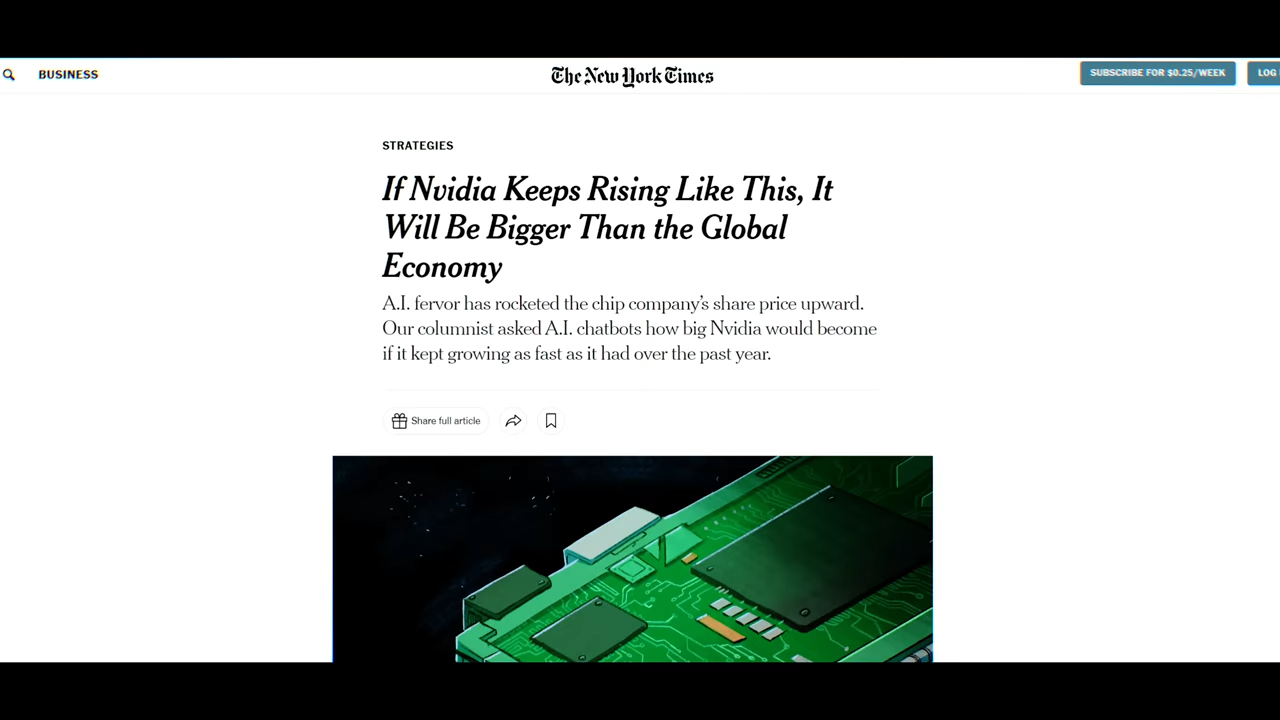 BUSINESS
The New York Times
SUBSCRIBE FOR $0.25/WEEK
LOG
STRATEGIES
If Nvidia Keeps Rising Like This, It
Will Be Bigger Than the Global
Economy
A.I. fervor has rocketed the chip company's share price upward.
Our columnist asked A.I. chatbots how big Nvidia would become
if it kept growing as fast as it had over the past year.
Share full article